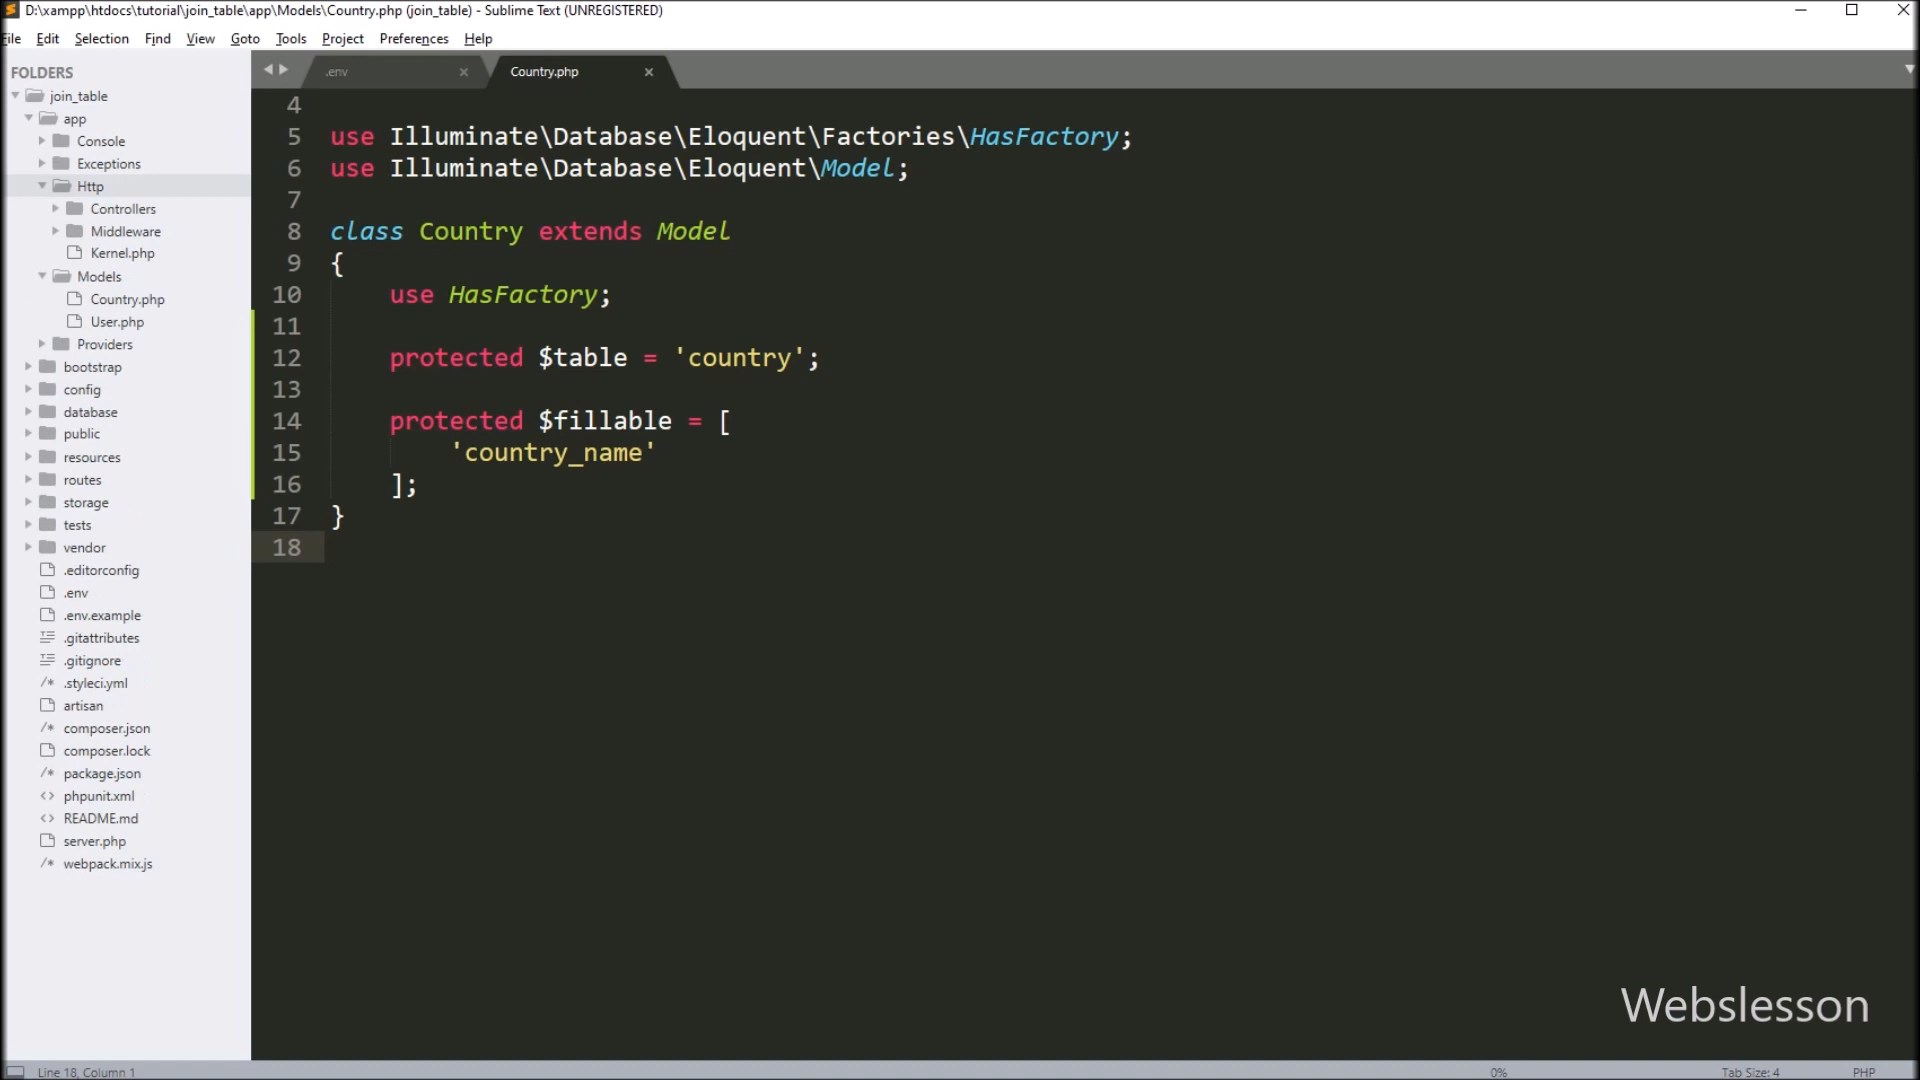 D:\xampp\htdocs\tutorial\join_table\app\Models\Country.php (join_table) - Sublime Text (UNREGISTERED)
File Edit Selection Find View Goto Tools Project Preferences Help
FOLDERS
join_table
app
Console
Exceptions
Http
Controllers
Middleware
Kernel.php
Models
Country.php
User.php
Providers
bootstrap
config
database
public
resources
routes
storage
tests
vendor
.editorconfig
.env
.env.example
.gitattributes
.gitignore
.styleci.yml
artisan
composer.json
composer.lock
package.json
phpunit.xml
README.md
server.php
webpack.mix.js
.env
Country.php
4
5 use Illuminate\Database\Eloquent\Factories\HasFactory;
6 use Illuminate\Database\Eloquent\Model;
7
8 class Country extends Model
9 {
10 use HasFactory;
11
12 protected $table = 'country';
13
14 protected $fillable = [
15 'country_name'
16 ];
17 }
18
Webslesson
Line 18, Column 1
0%
Tab Size: 4
PHP